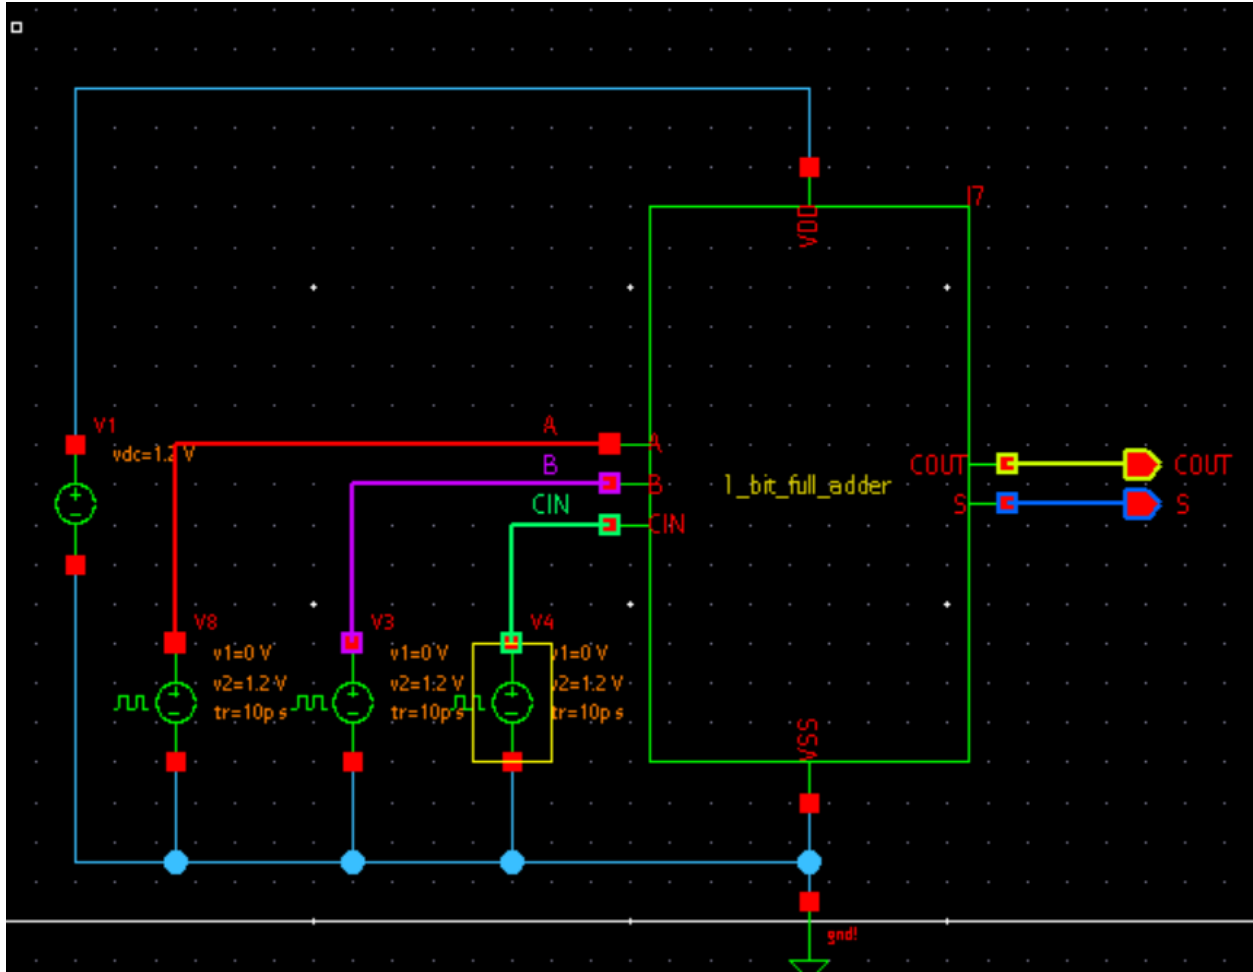 I7
VDD
V1
vdc=1.2 V
A
A
B
B
CIN
CIN
1_bit_full_adder
COUT
COUT
S
S
V8
v1=0 V
v2=1.2 V
tr=10p s
V3
v1=0 V
v2=1.2 V
tr=10p s
V4
v1=0 V
v2=1.2 V
tr=10p s
VSS
gnd!